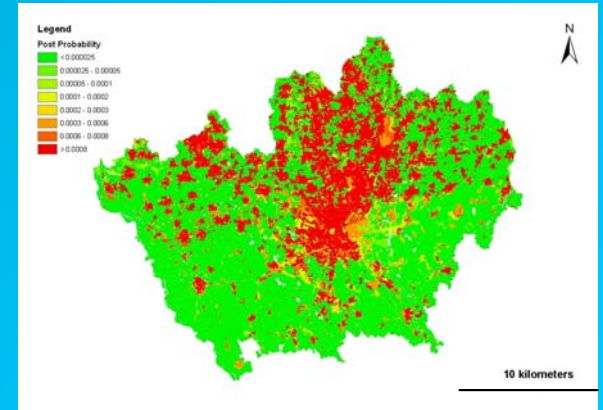 Legend
Post Probability
<0.000025
0.000025 - 0.00005
0.00005 - 0.0001
0.0001 - 0.0002
0.0002 - 0.0003
0.0003 - 0.0006
0.0006 - 0.0008
>0.0008
N
10 kilometers